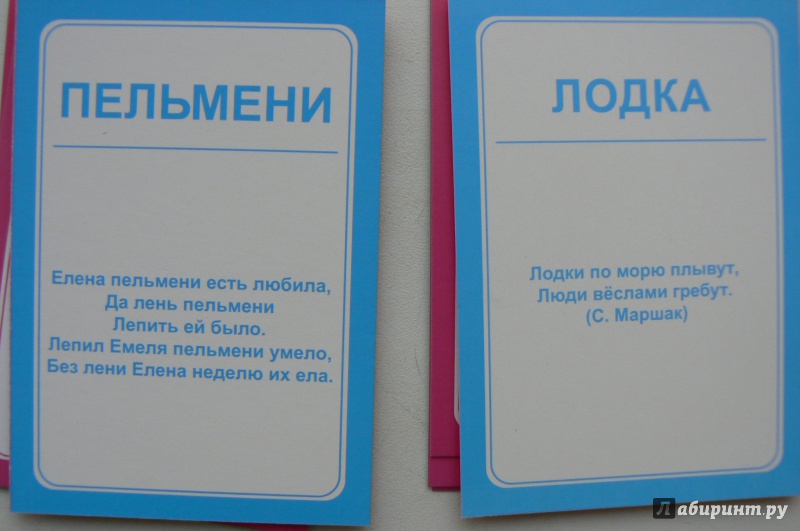 ПЕЛЬМЕНИ
Елена пельмени есть любила,
Да лень пельмени
Лепить ей было.
Лепил Емеля пельмени умело,
Без лени Елена неделю их ела.
ЛОДКА
Лодки по морю плывут,
Люди вёслами гребут.
(С. Маршак)
Лабиринт.ру